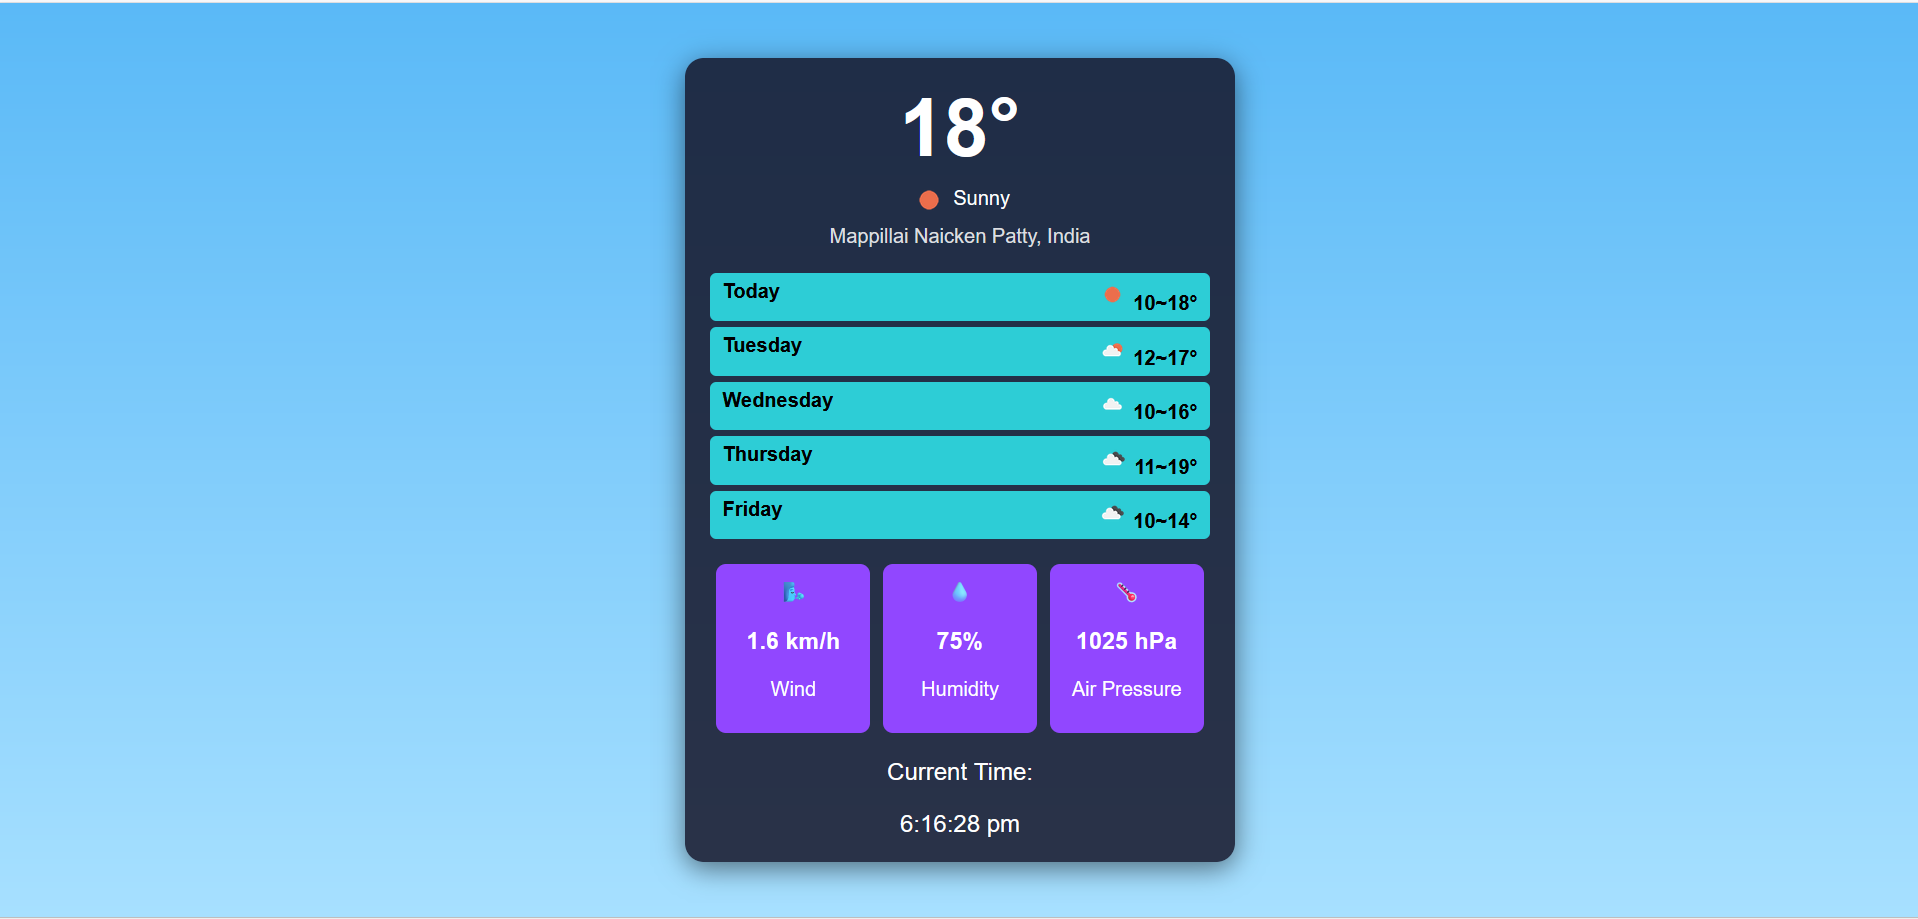 18°
Sunny
Mappillai Naicken Patty, India
Today 10~18°
Tuesday 12~17°
Wednesday 10~16°
Thursday 11~19°
Friday 10~14°
1.6 km/h 75% 1025 hPa
Wind Humidity Air Pressure
Current Time:
6:16:28 pm